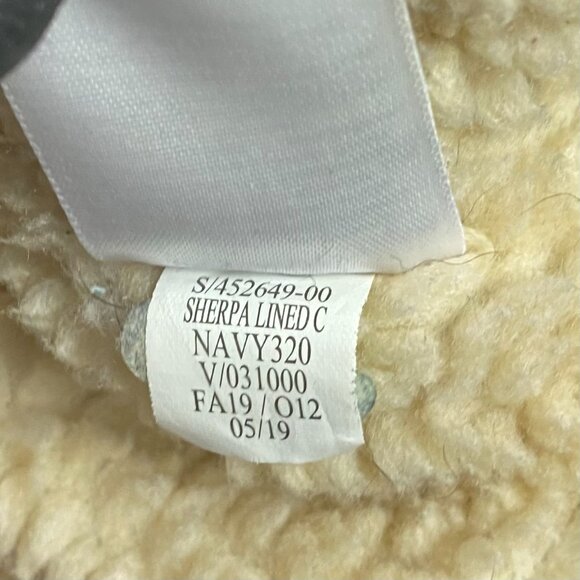 S/452649-00
SHERPA LINED C
NAVY320
V/031000
FA19 / O12
05/19